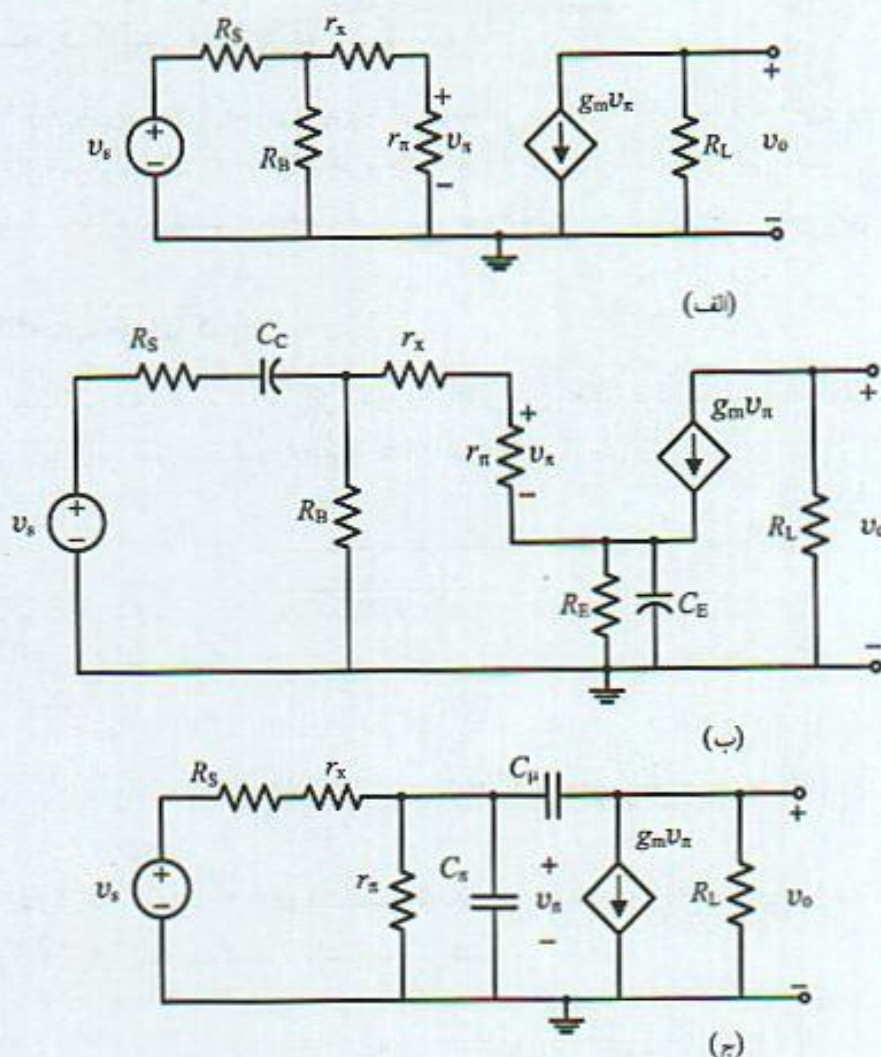 R_S r_x
v_s + − R_B r_π + v_π − g_m v_π R_L + v_o −
(الف)
R_S C_C r_x
v_s + − R_B r_π + v_π − g_m v_π R_L + v_o −
R_E C_E
(ب)
R_S r_x C_μ
v_s + − r_π C_π + v_π − g_m v_π R_L + v_o −
(ج)